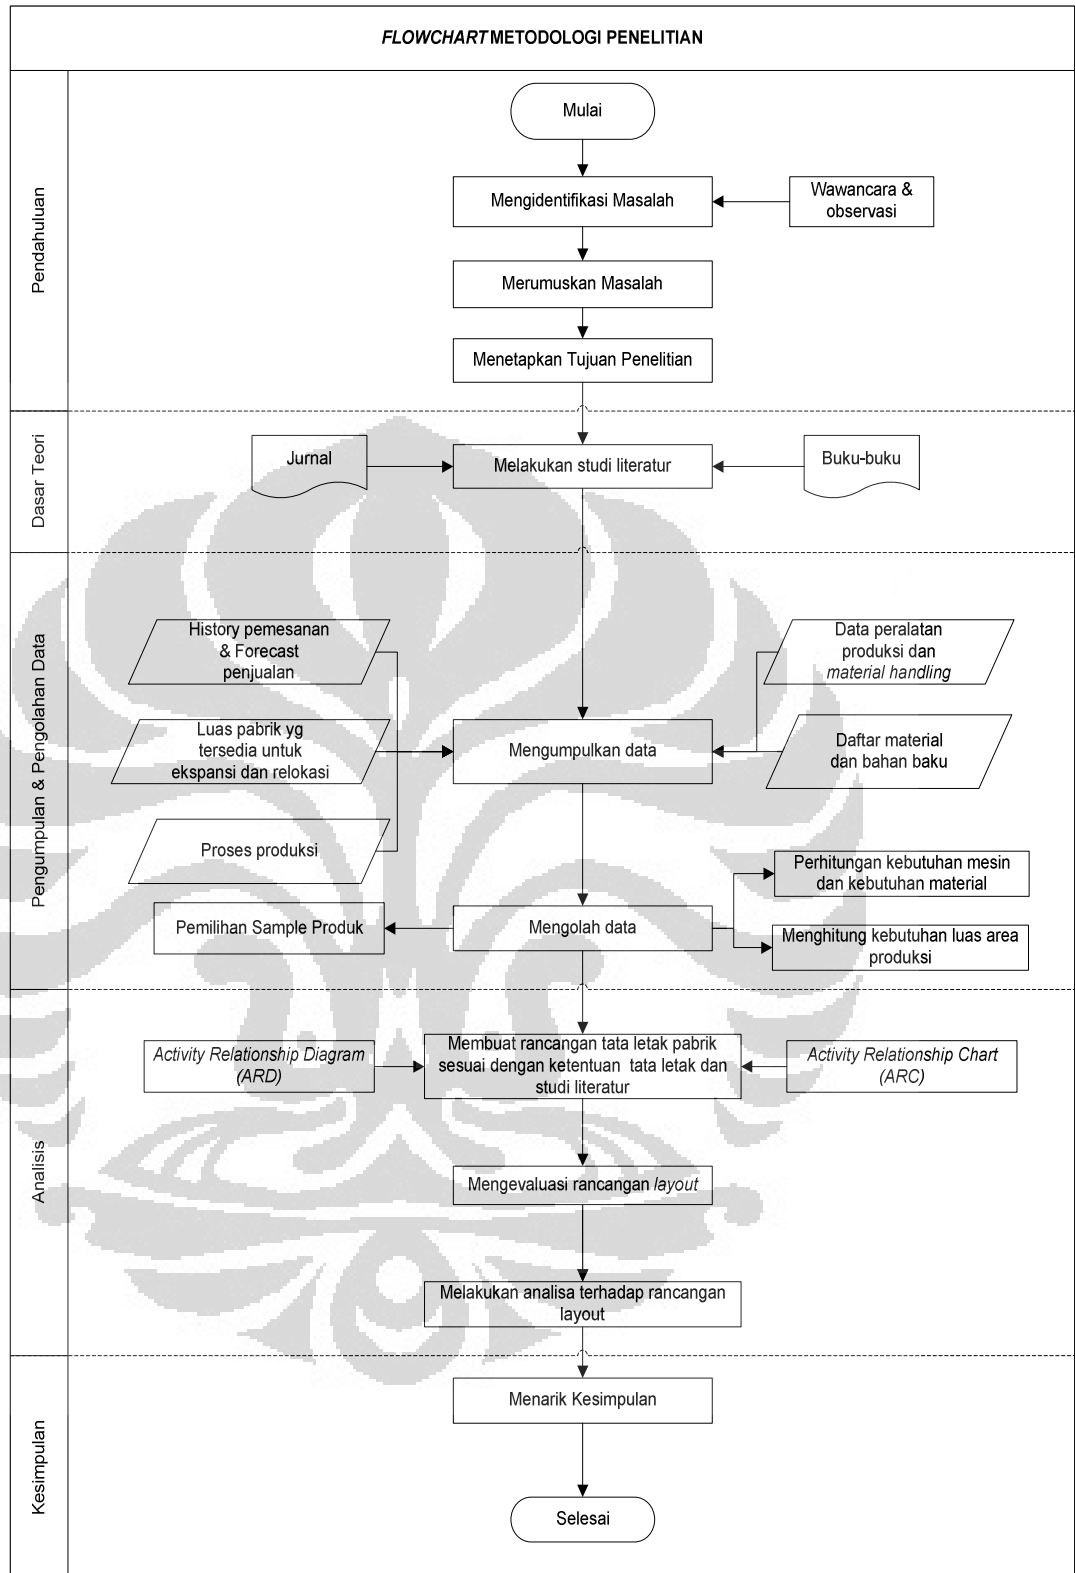 FLOWCHART METODOLOGI PENELITIAN
Pendahuluan
Mulai
Mengidentifikasi Masalah
Wawancara &
observasi
Merumuskan Masalah
Menetapkan Tujuan Penelitian
Dasar Teori
Jurnal
Melakukan studi literatur
Buku-buku
Pengumpulan & Pengolahan Data
History pemesanan
& Forecast
penjualan
Data peralatan
produksi dan
material handling
Luas pabrik yg
tersedia untuk
ekspansi dan relokasi
Mengumpulkan data
Daftar material
dan bahan baku
Proses produksi
Perhitungan kebutuhan mesin
dan kebutuhan material
Pemilihan Sample Produk
Mengolah data
Menghitung kebutuhan luas area
produksi
Analisis
Activity Relationship Diagram
(ARD)
Membuat rancangan tata letak pabrik
sesuai dengan ketentuan tata letak dan
studi literatur
Activity Relationship Chart
(ARC)
Mengevaluasi rancangan layout
Melakukan analisa terhadap rancangan
layout
Kesimpulan
Menarik Kesimpulan
Selesai